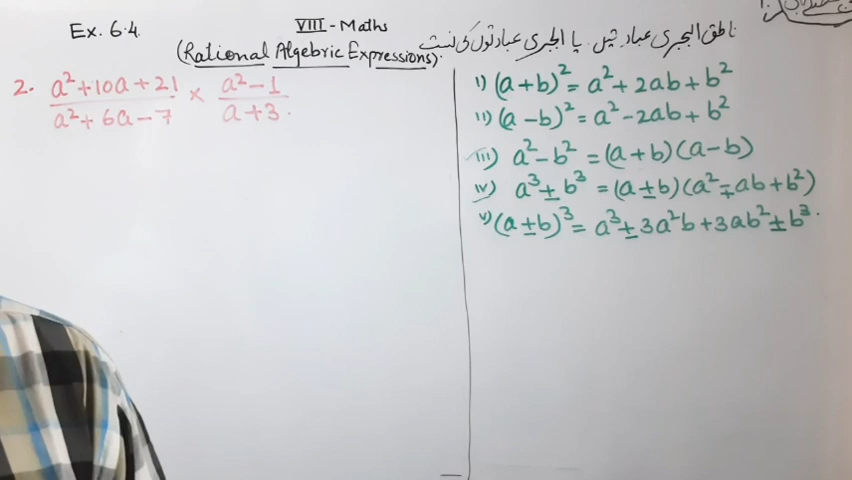 Ex. 6.4.
VIII - Maths
(Rational Algebric Expressions).
ناطق الجبری عبارتیں . یا الجبری عبارتوں کی نسبت
2. a²+10a+21 / a²+6a-7 × a²-1 / a+3.
i) (a+b)² = a²+2ab+b²
ii) (a-b)² = a²-2ab+b²
iii) a²-b² = (a+b)(a-b)
iv) a³±b³ = (a±b)(a²∓ab+b²)
v) (a±b)³ = a³±3a²b+3ab²±b³.